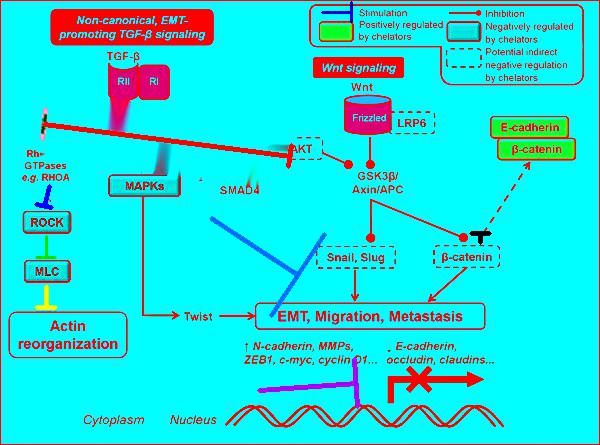 Non-canonical, EMT-
promoting TGF-β signaling
Stimulation
Inhibition
Positively regulated
by chelators
Negatively regulated
by chelators
Potential indirect
negative regulation
by chelators
TGF-β
RII
RI
Wnt signaling
Wnt
Frizzled
LRP6
E-cadherin
β-catenin
AKT
GTPases
e.g. RHOA
MAPKs
SMAD4
GSK3β/
Axin/APC
ROCK
MLC
Snail, Slug
β-catenin
Actin
reorganization
Twist
EMT, Migration, Metastasis
↑ N-cadherin, MMPs,
ZEB1, c-myc, cyclin D1...
E-cadherin,
occludin, claudins...
Cytoplasm
Nucleus